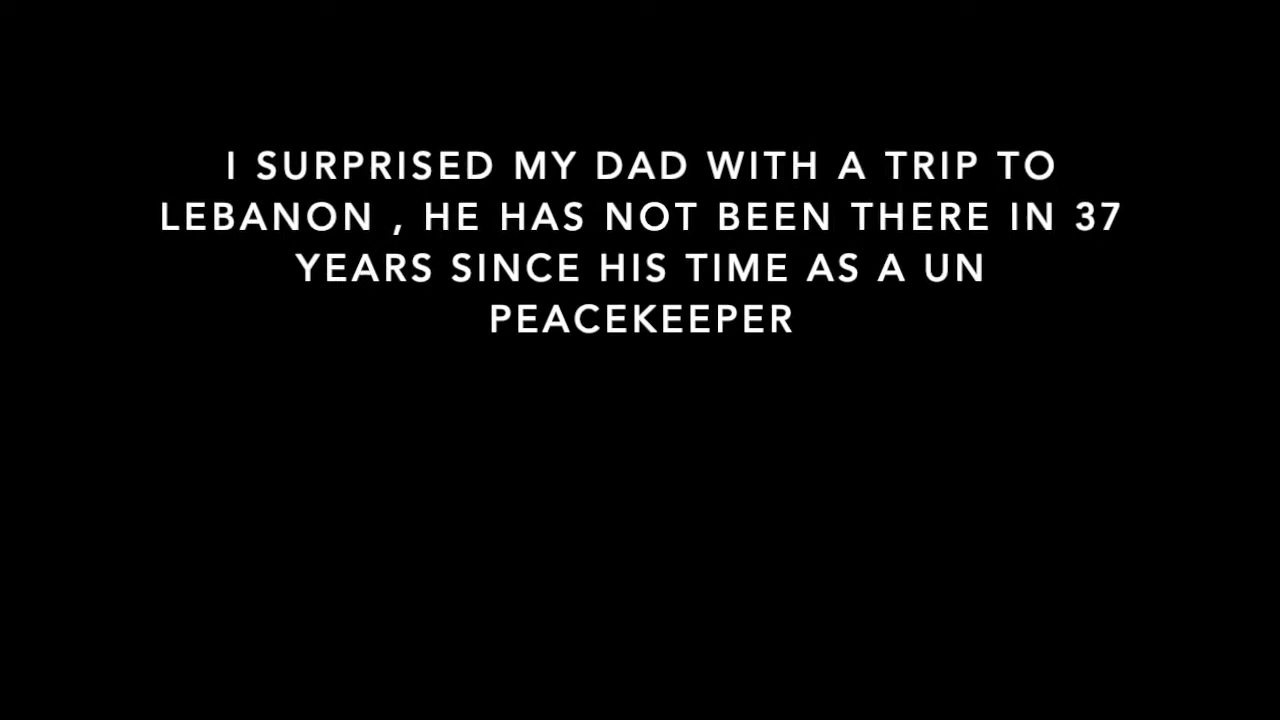 I SURPRISED MY DAD WITH A TRIP TO
LEBANON , HE HAS NOT BEEN THERE IN 37
YEARS SINCE HIS TIME AS A UN
PEACEKEEPER